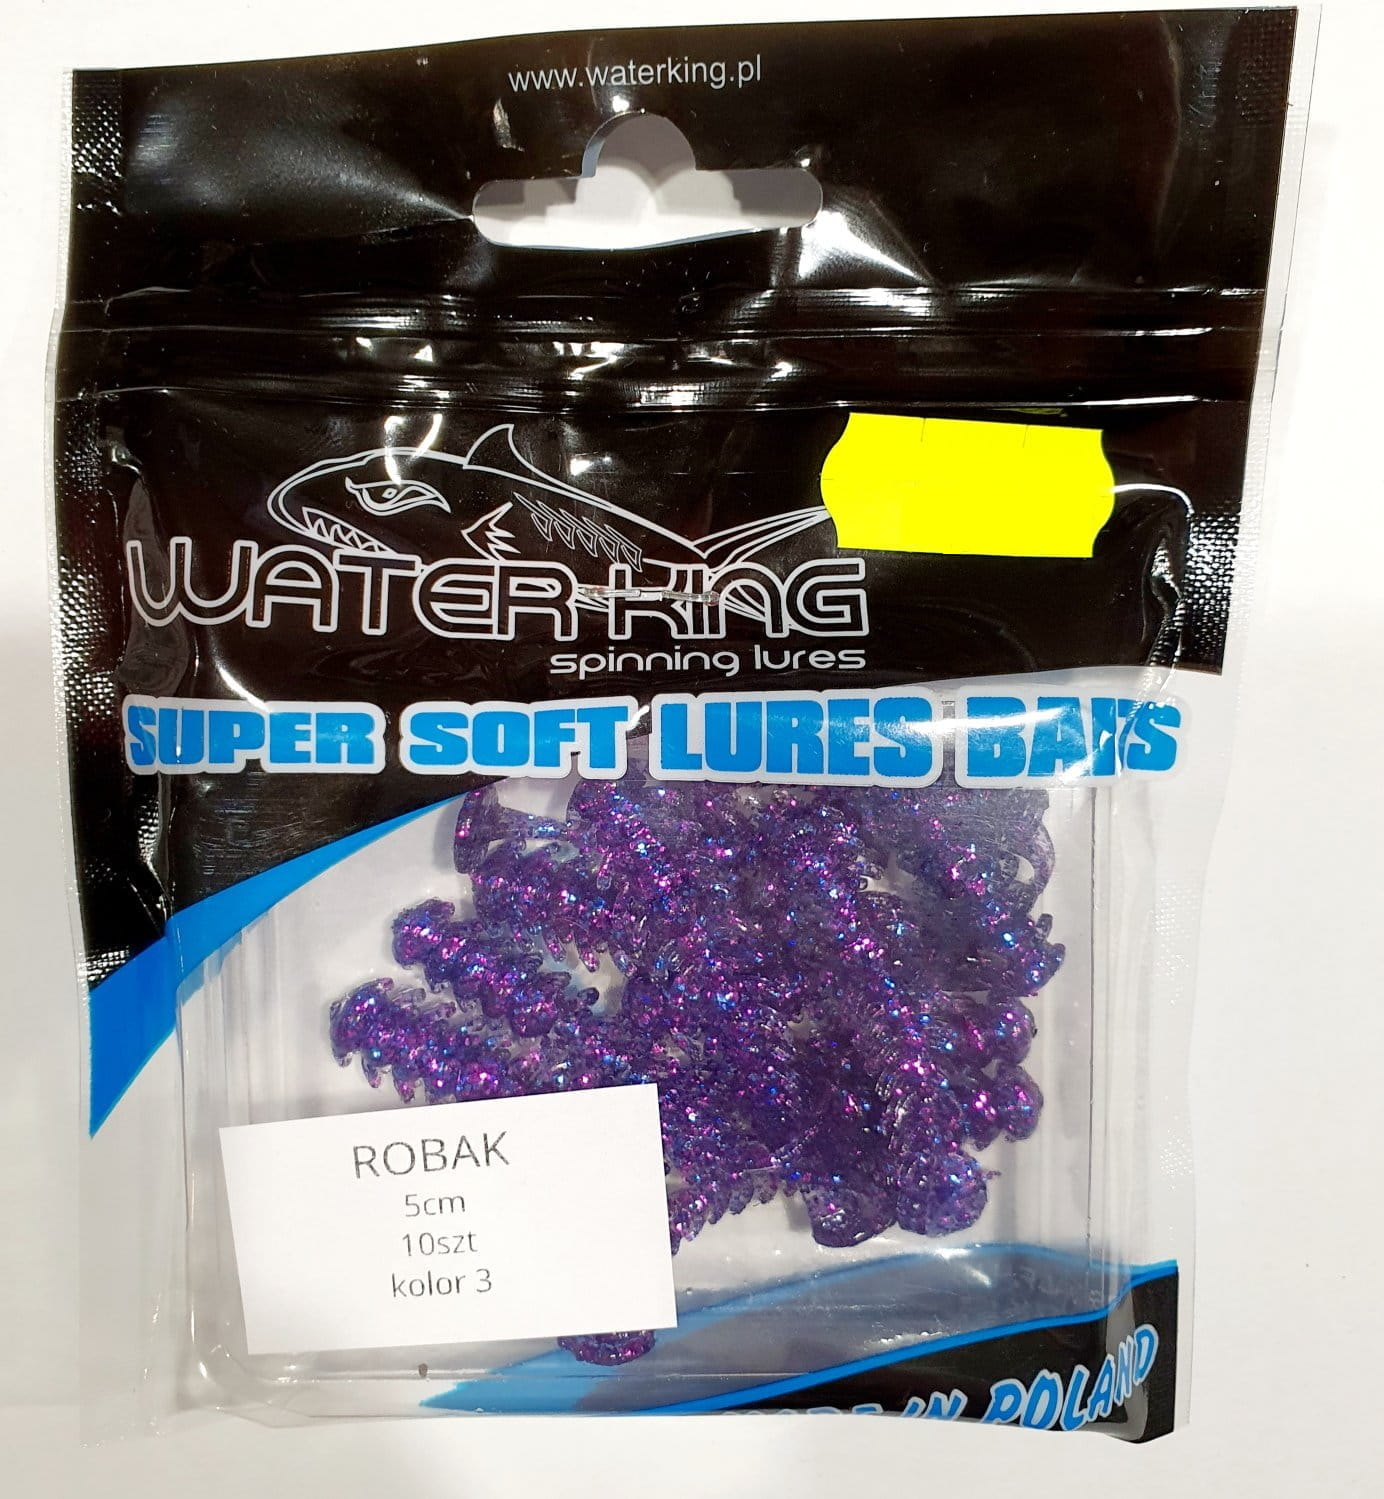 www.waterking.pl
WATER KING
spinning lures
SUPER SOFT LURES BAITS
ROBAK
5cm
10szt
kolor 3
MADE IN POLAND